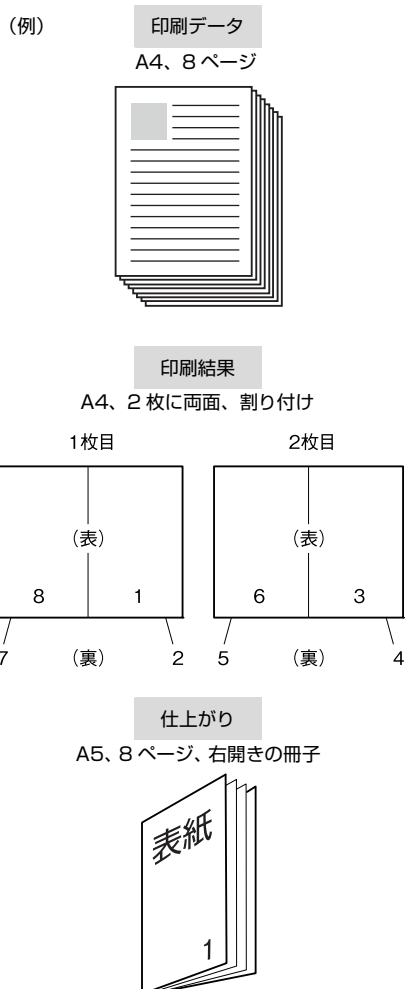 （例）
印刷データ
A4、8 ページ
印刷結果
A4、2 枚に両面、割り付け
1枚目 2枚目
（表） （表）
8 1 6 3
7 （裏） 2 5 （裏） 4
仕上がり
A5、8 ページ、右開きの冊子
表紙
1